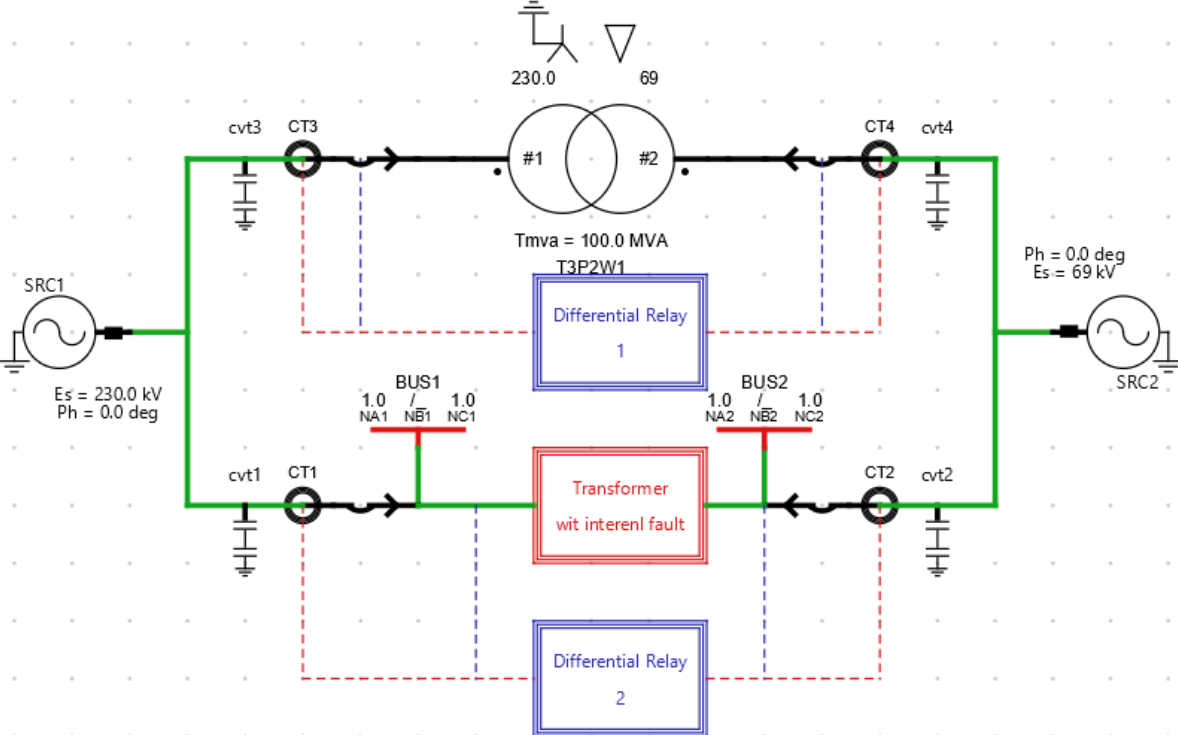 230.0 69
cvt3 CT3 CT4 cvt4
#1 #2
Tmva = 100.0 MVA
T3P2W1
Ph = 0.0 deg
Es = 69 kV
SRC1
Differential Relay
1
SRC2
Es = 230.0 kV
Ph = 0.0 deg
BUS1 BUS2
1.0 / 1.0 1.0 / 1.0
NA1 NB1 NC1 NA2 NB2 NC2
cvt1 CT1 CT2 cvt2
Transformer
wit interenl fault
Differential Relay
2